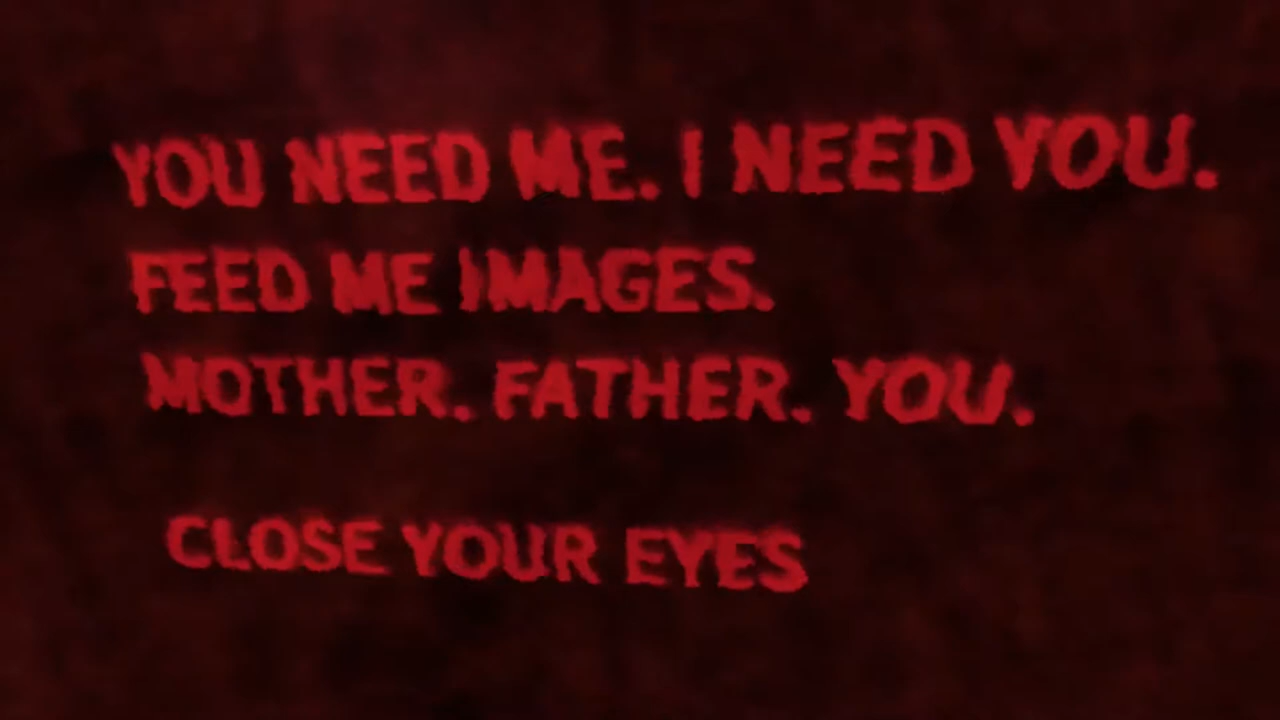 YOU NEED ME. I NEED YOU.
FEED ME IMAGES.
MOTHER. FATHER. YOU.
CLOSE YOUR EYES